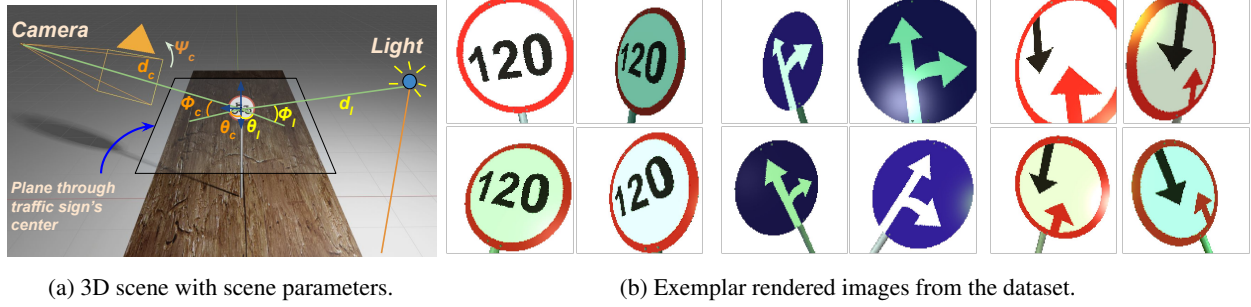 Camera
Light
ψc
dc
ϕc
θc
θl
ϕl
dl
Plane through
traffic sign's
center
120
120
120
120
(a) 3D scene with scene parameters.
(b) Exemplar rendered images from the dataset.